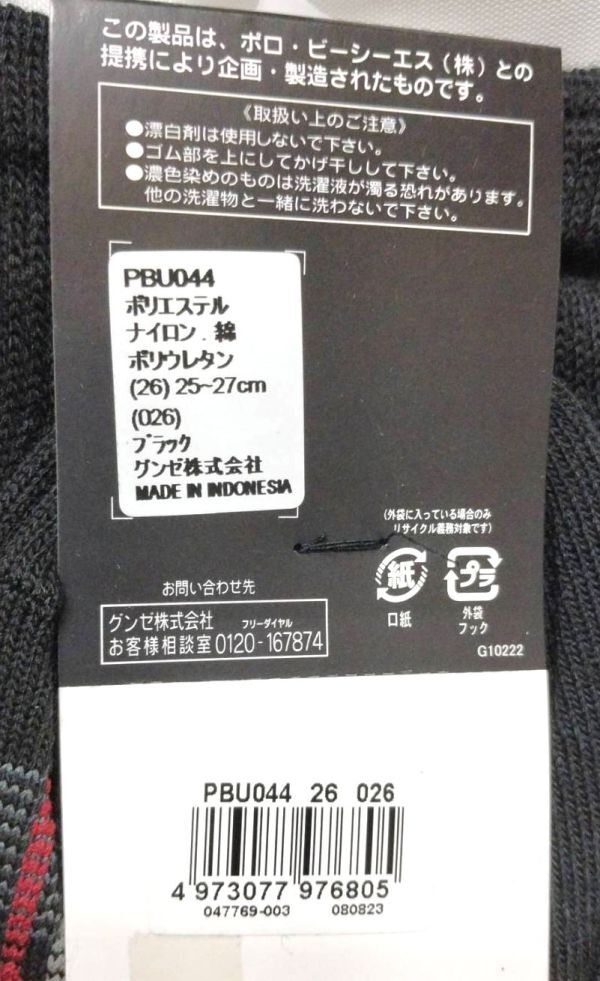 この製品は、ポロ・ビーシーエス（株）との
提携により企画・製造されたものです。
《取扱い上のご注意》
●漂白剤は使用しないで下さい。
●ゴム部を上にしてかげ干しして下さい。
●濃色染めのものは洗濯液が濁る恐れがあります。
他の洗濯物と一緒に洗わないで下さい。
PBU044
ポリエステル
ナイロン．綿
ポリウレタン
(26) 25~27cm
(026)
ブラック
グンゼ株式会社
MADE IN INDONESIA
（外袋に入っている場合のみ
リサイクル義務対象です）
紙 プラ
口紙
外袋
フック
G10222
お問い合わせ先
グンゼ株式会社 フリーダイヤル
お客様相談室 0120-167874
PBU044 26 026
4 973077 976805
047769-003 080823